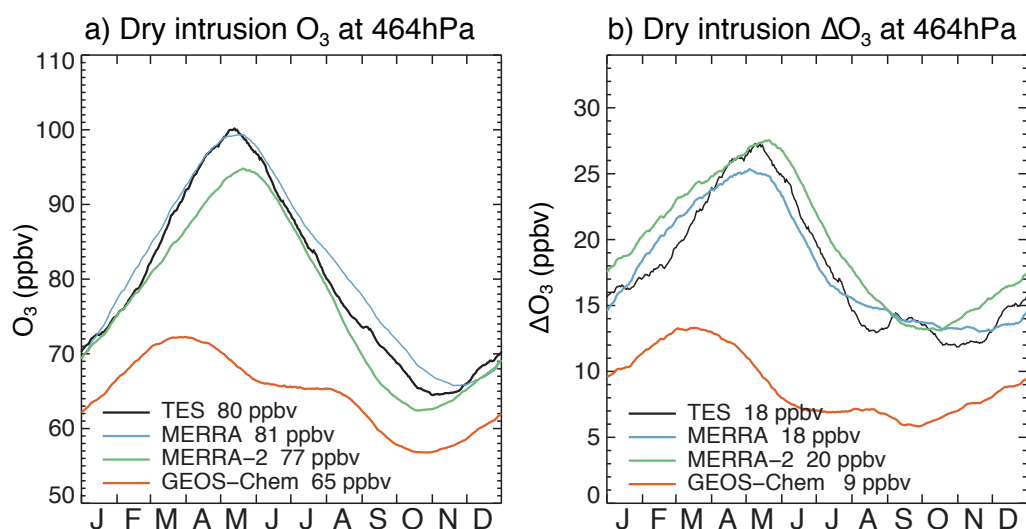 a) Dry intrusion O₃ at 464hPa
110
100
90
80
70
60
50
O₃ (ppbv)
TES 80 ppbv
MERRA 81 ppbv
MERRA−2 77 ppbv
GEOS−Chem 65 ppbv
J F M A M J J A S O N D
b) Dry intrusion ΔO₃ at 464hPa
30
25
20
15
10
5
0
ΔO₃ (ppbv)
TES 18 ppbv
MERRA 18 ppbv
MERRA−2 20 ppbv
GEOS−Chem 9 ppbv
J F M A M J J A S O N D